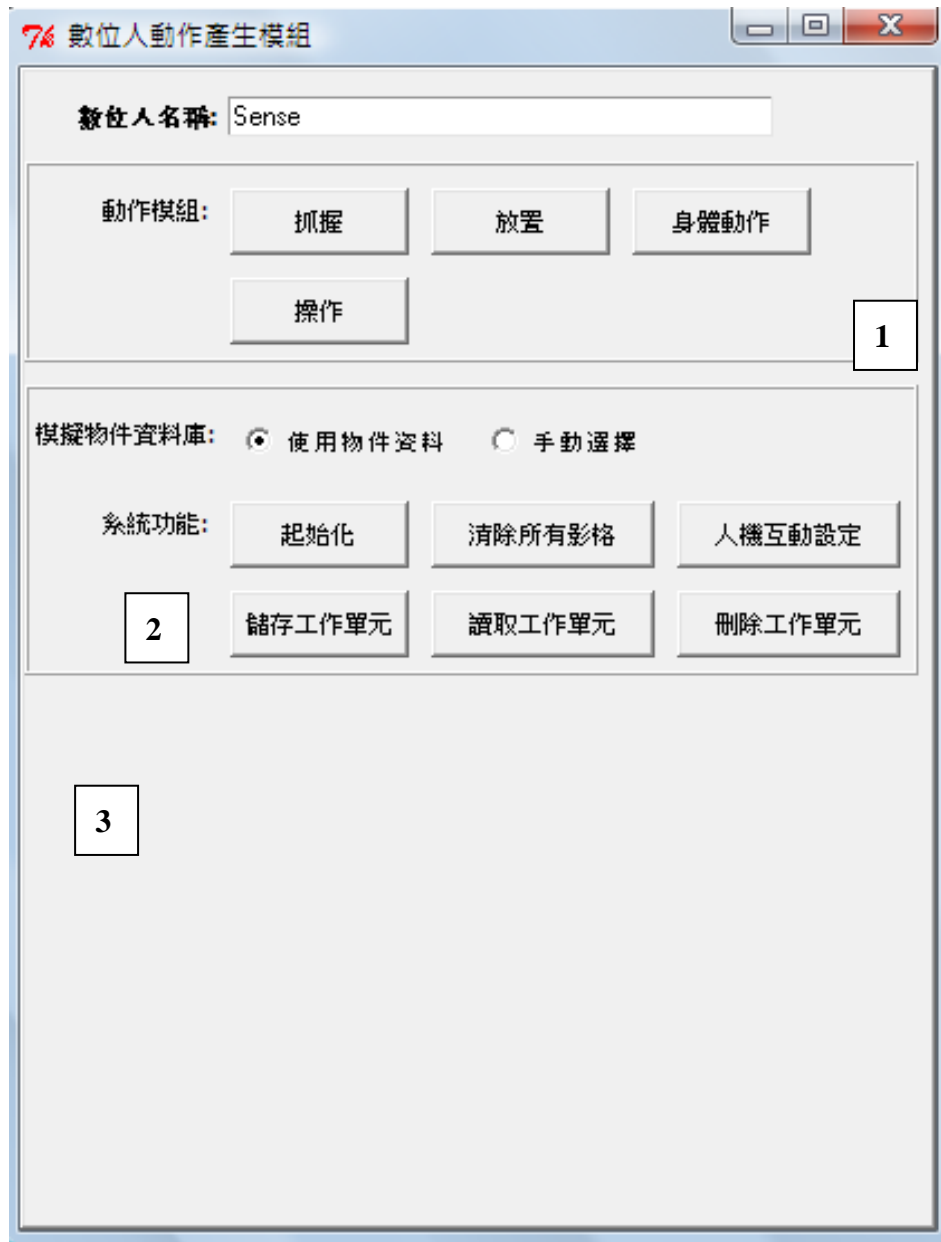 數位人動作產生模組
數位人名稱: Sense
動作模組: 抓握 放置 身體動作
操作
1
模擬物件資料庫: 使用物件資料 手動選擇
系統功能: 起始化 清除所有影格 人機互動設定
2 儲存工作單元 讀取工作單元 刪除工作單元
3